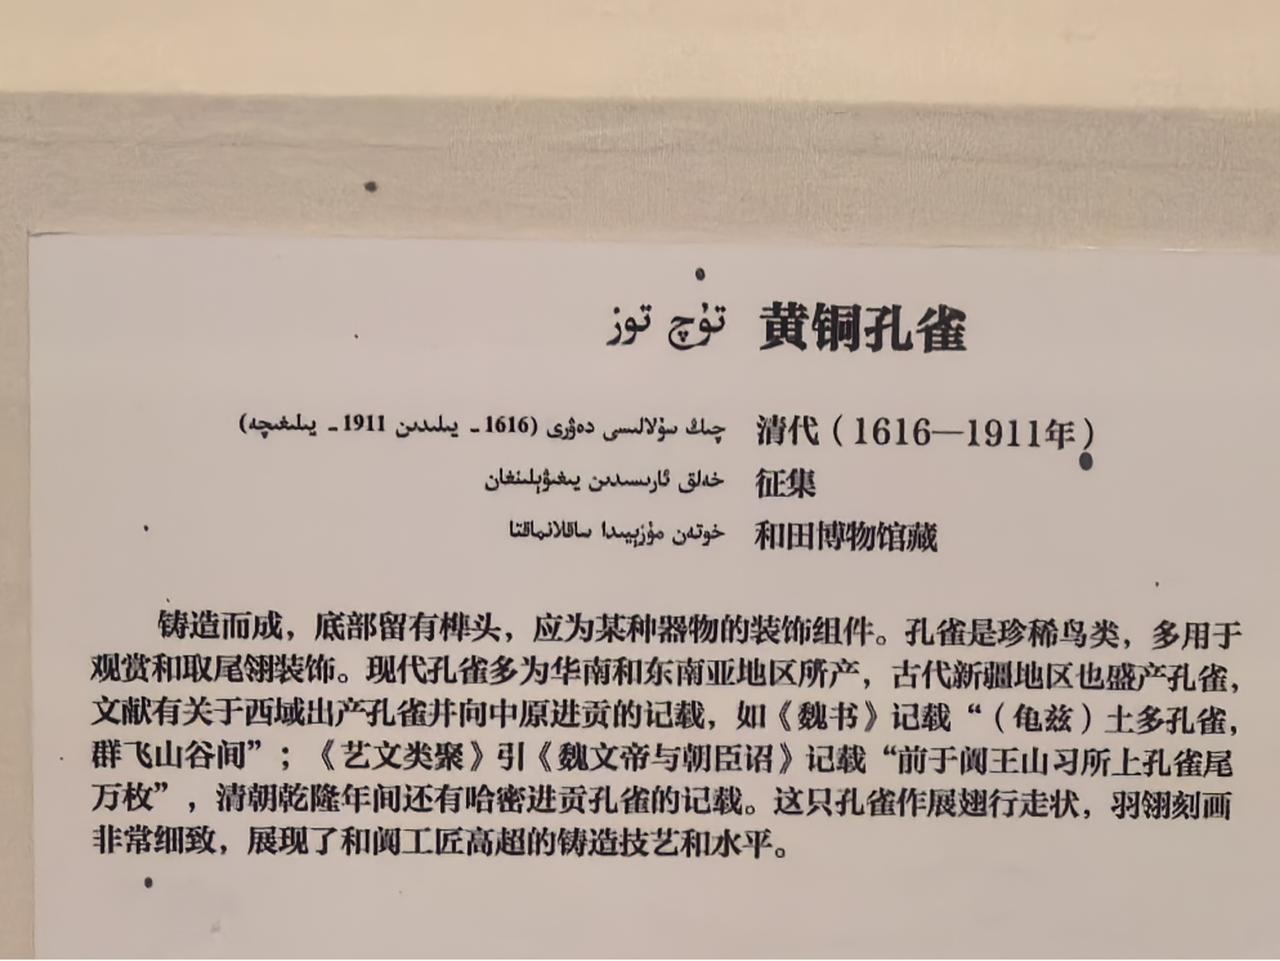 黄铜孔雀 تۇچ توز
清代（1616—1911年） چىڭ سۇلالىسى دەۋرى (1616 ـ يىلىدىن 1911 ـ يىلىغىچە)
征集 خەلق ئارىسىدىن يىغىۋېلىنغان
和田博物馆藏 خوتەن مۇزېيىدا ساقلانماقتا
铸造而成，底部留有榫头，应为某种器物的装饰组件。孔雀是珍稀鸟类，多用于
观赏和取尾翎装饰。现代孔雀多为华南和东南亚地区所产，古代新疆地区也盛产孔雀，
文献有关于西域出产孔雀并向中原进贡的记载，如《魏书》记载“（龟兹）土多孔雀，
群飞山谷间”；《艺文类聚》引《魏文帝与朝臣诏》记载“前于阗王山习所上孔雀尾
万枚”，清朝乾隆年间还有哈密进贡孔雀的记载。这只孔雀作展翅行走状，羽翎刻画
非常细致，展现了和阗工匠高超的铸造技艺和水平。